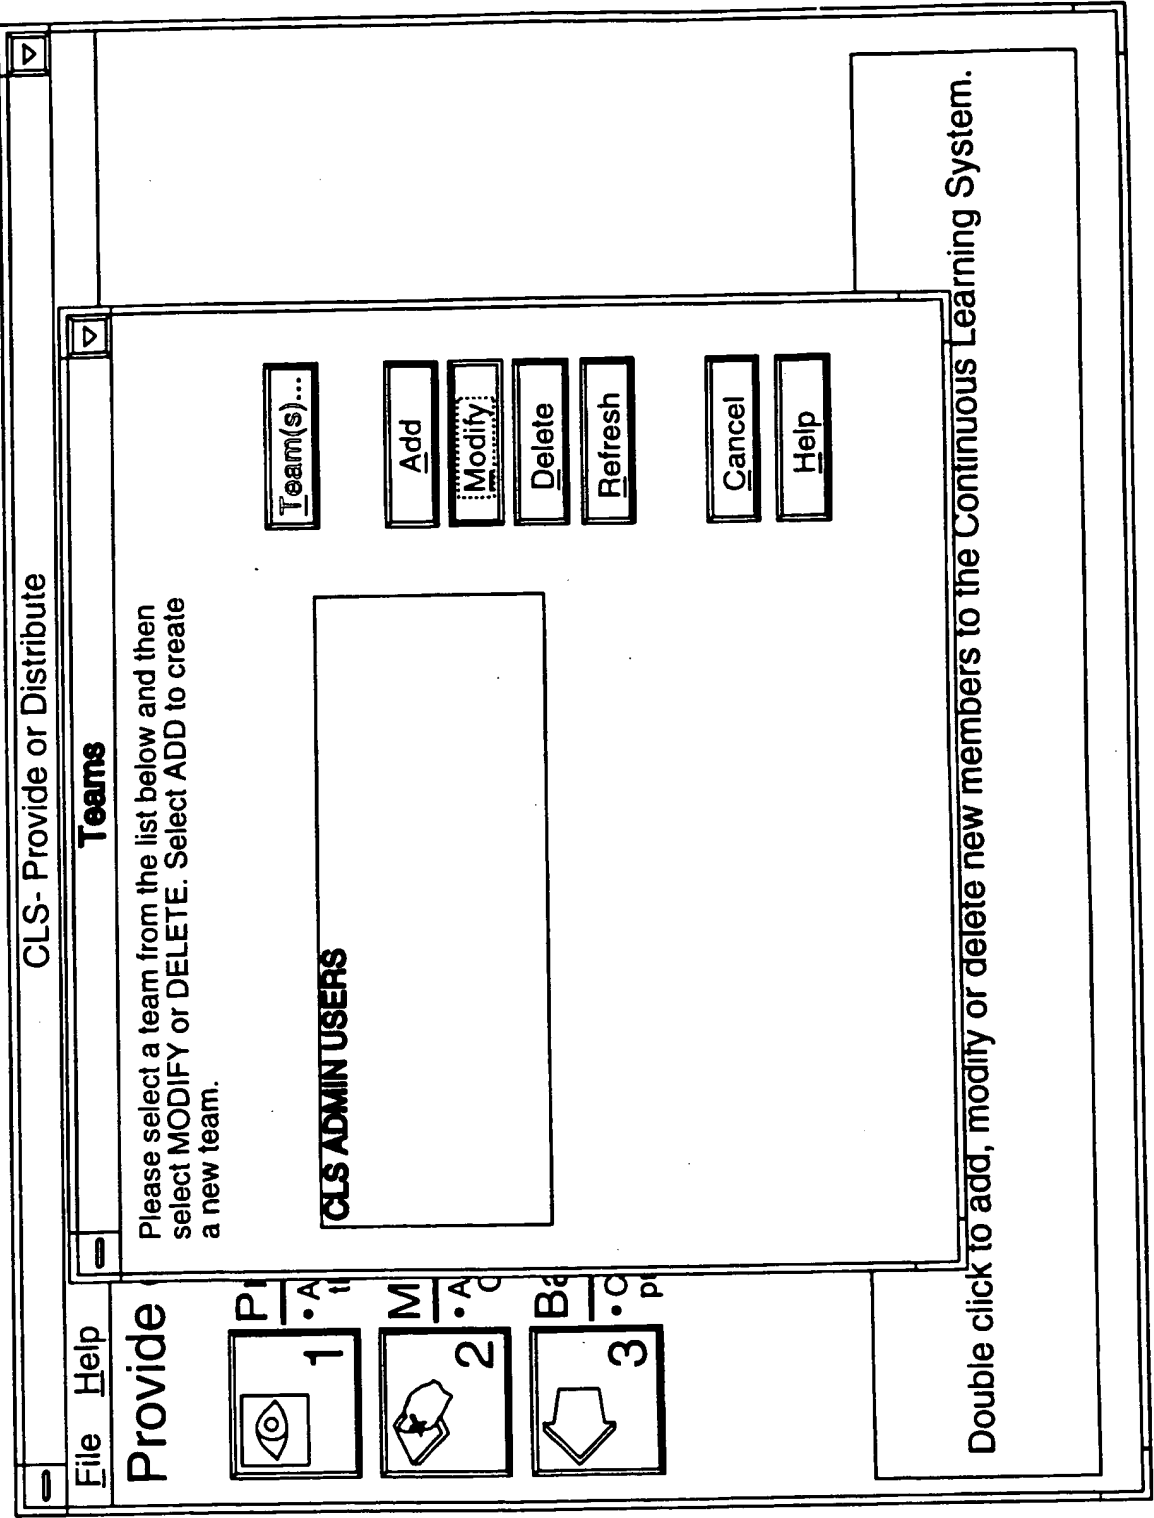 CLS- Provide or Distribute
File Help
Provide
Teams
Please select a team from the list below and then
select MODIFY or DELETE. Select ADD to create
a new team.
CLS ADMIN USERS
Team(s)...
Add
Modify
Delete
Refresh
Cancel
Help
1
• A
2
M
• A
3
Ba
• C
Double click to add, modify or delete new members to the Continuous Learning System.